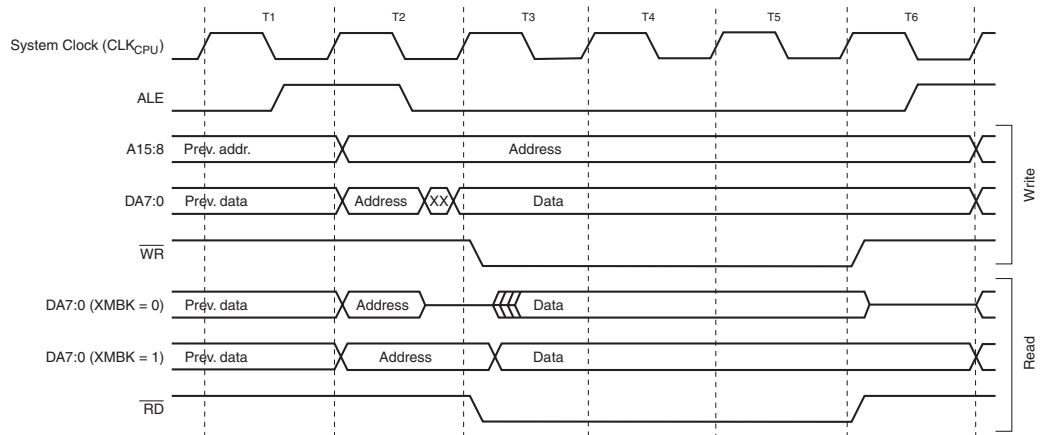 T1 T2 T3 T4 T5 T6
System Clock (CLKCPU)
ALE
A15:8 Prev. addr. Address
DA7:0 Prev. data Address XX Data
WR
Write
DA7:0 (XMBK = 0) Prev. data Address Data
DA7:0 (XMBK = 1) Prev. data Address Data
RD
Read